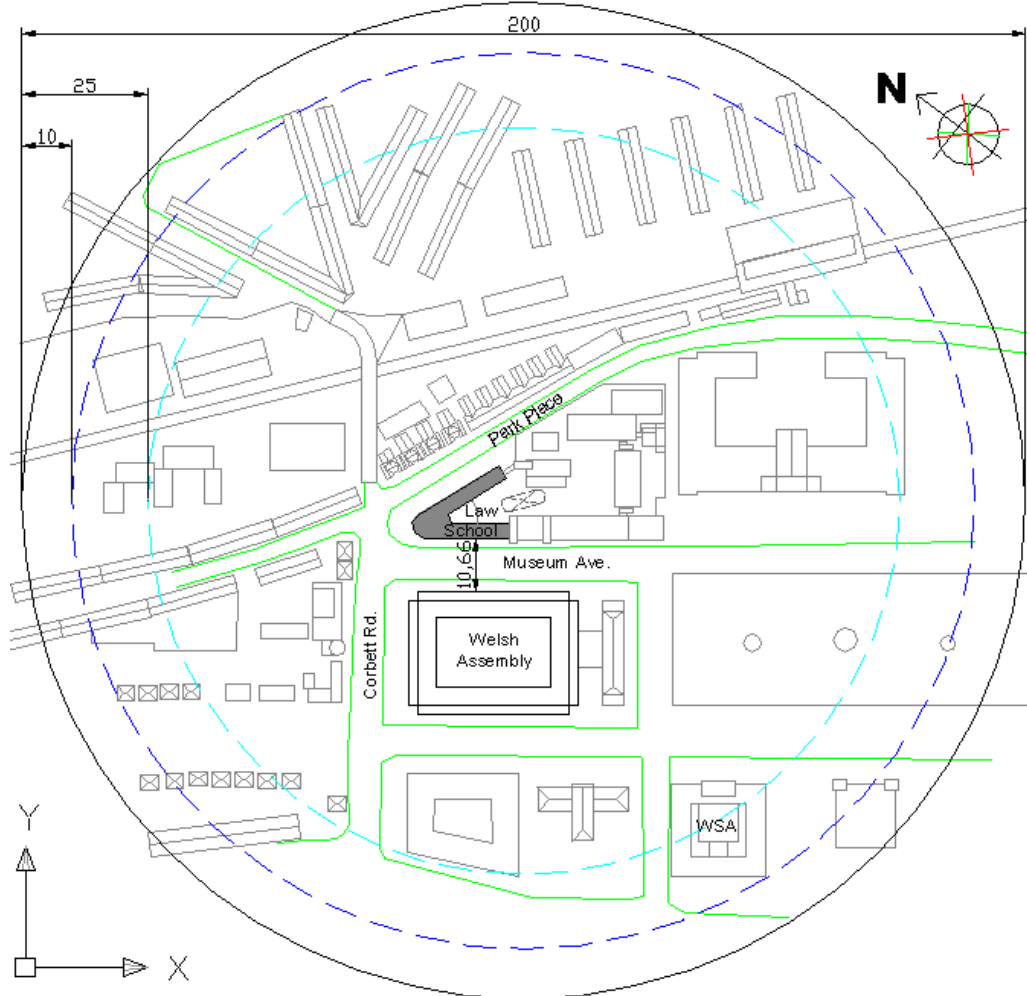 200
25
10
N
Park Place
Law
School
10,66
Museum Ave.
Corbett Rd.
Welsh
Assembly
WSA
Y
X